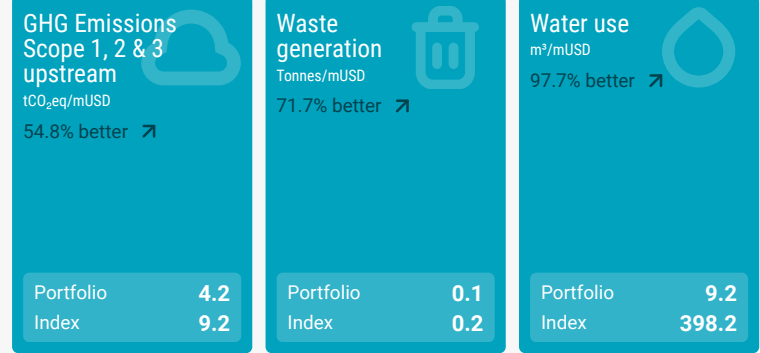 GHG Emissions
Scope 1, 2 & 3
upstream
tCO₂eq/mUSD
54.8% better
Portfolio 4.2
Index 9.2
Waste
generation
Tonnes/mUSD
71.7% better
Portfolio 0.1
Index 0.2
Water use
m³/mUSD
97.7% better
Portfolio 9.2
Index 398.2